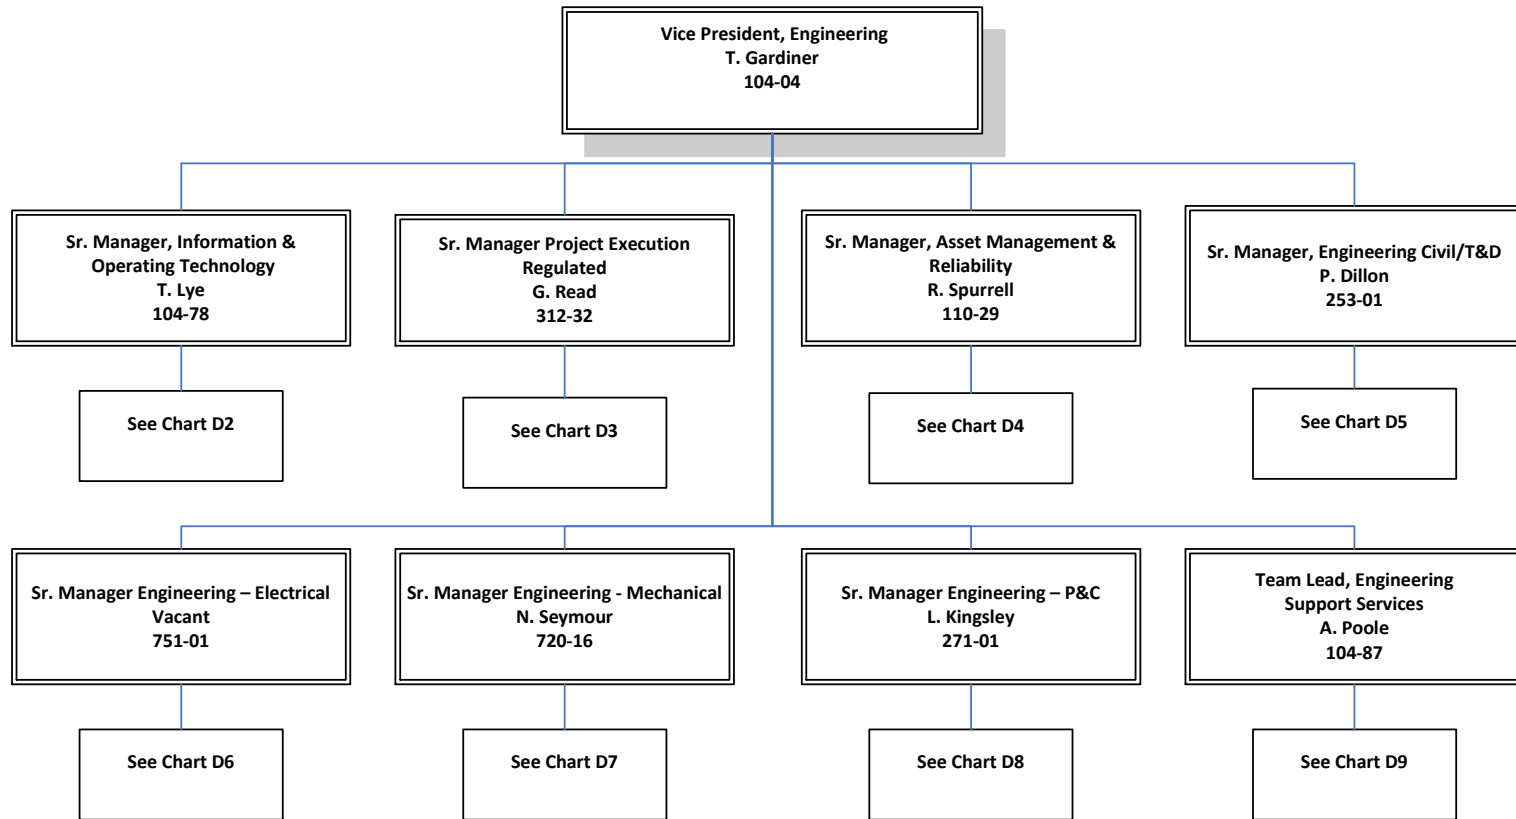 Vice President, Engineering
T. Gardiner
104-04
Sr. Manager, Information &
Operating Technology
T. Lye
104-78
Sr. Manager Project Execution
Regulated
G. Read
312-32
Sr. Manager, Asset Management &
Reliability
R. Spurrell
110-29
Sr. Manager, Engineering Civil/T&D
P. Dillon
253-01
See Chart D2
See Chart D3
See Chart D4
See Chart D5
Sr. Manager Engineering – Electrical
Vacant
751-01
Sr. Manager Engineering - Mechanical
N. Seymour
720-16
Sr. Manager Engineering – P&C
L. Kingsley
271-01
Team Lead, Engineering
Support Services
A. Poole
104-87
See Chart D6
See Chart D7
See Chart D8
See Chart D9